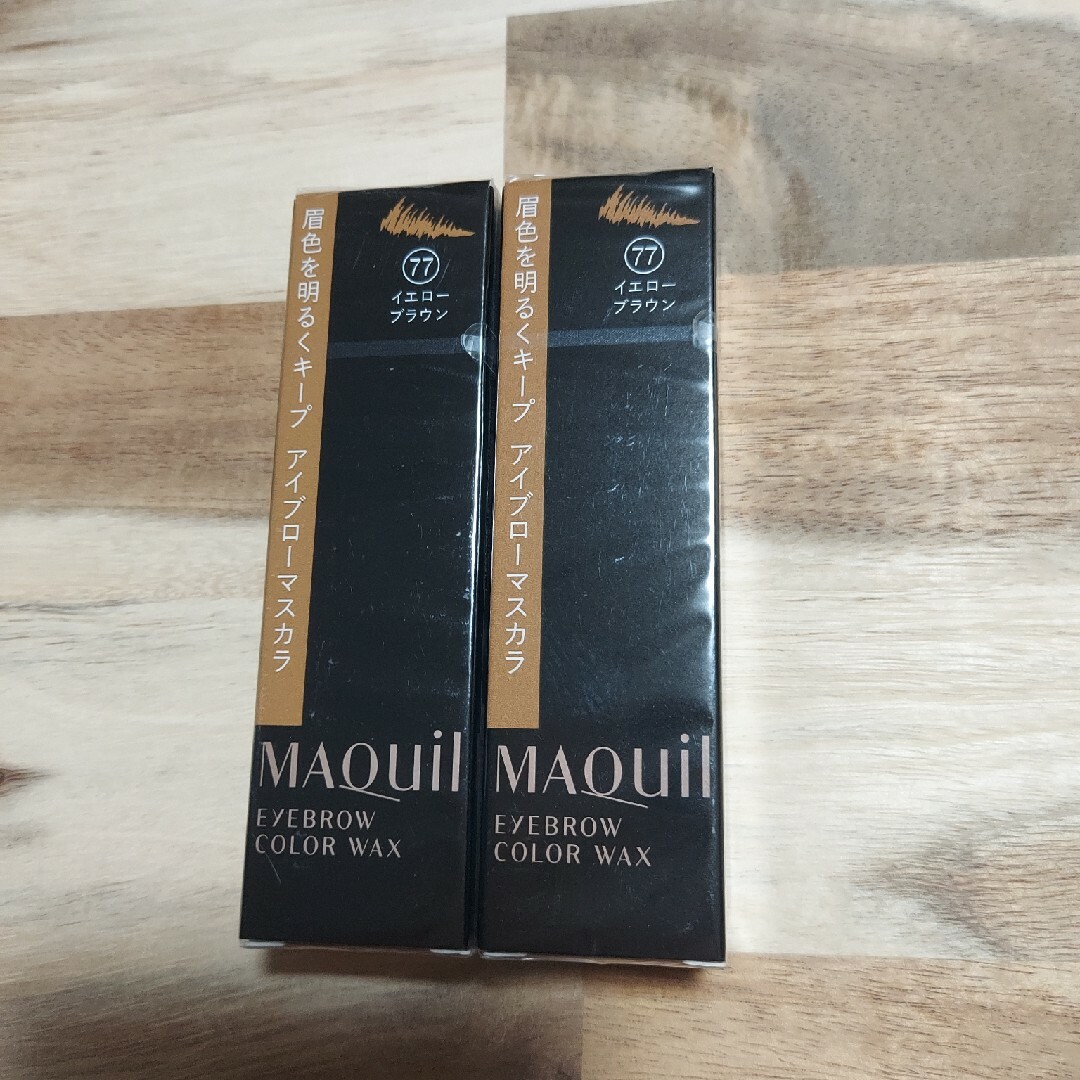 眉色を明るくキープ アイブローマスカラ
77
イエロー
ブラウン
MAQuil
EYEBROW
COLOR WAX
眉色を明るくキープ アイブローマスカラ
77
イエロー
ブラウン
MAQuil
EYEBROW
COLOR WAX